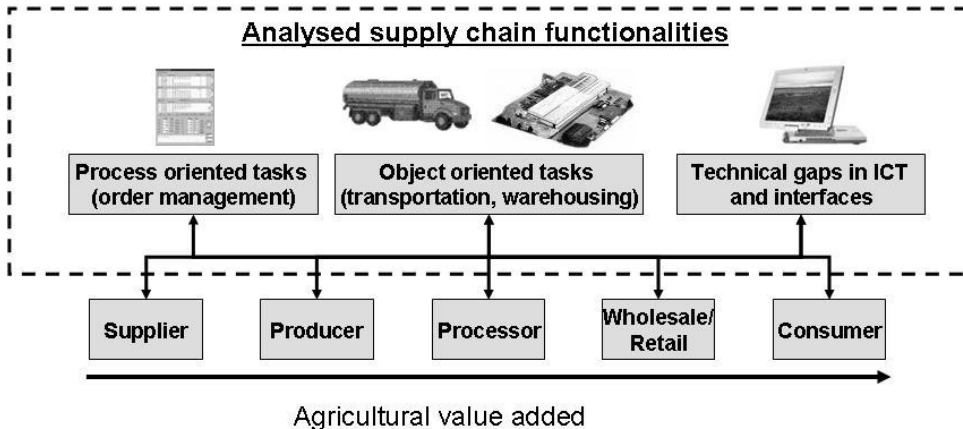 Analysed supply chain functionalities
Process oriented tasks
(order management)
Object oriented tasks
(transportation, warehousing)
Technical gaps in ICT
and interfaces
Supplier
Producer
Processor
Wholesale/
Retail
Consumer
Agricultural value added